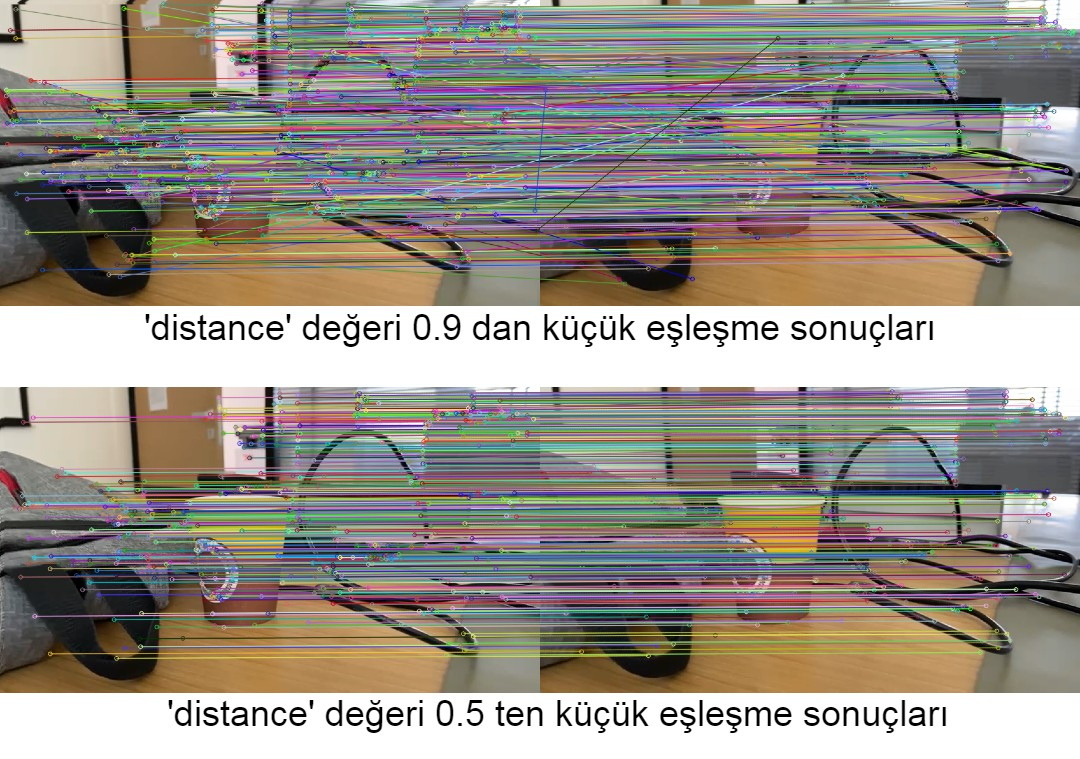 'distance' değeri 0.9 dan küçük eşleşme sonuçları
'distance' değeri 0.5 ten küçük eşleşme sonuçları